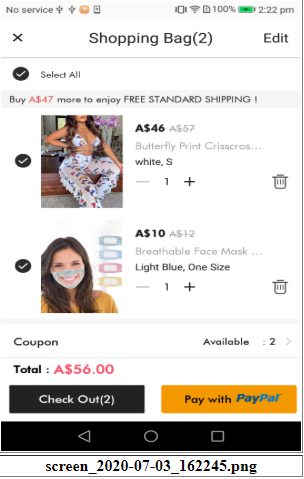 No service 100% 2:22 pm
Shopping Bag(2) Edit
Select All
Buy A$47 more to enjoy FREE STANDARD SHIPPING !
A$46 A$57
Butterfly Print Crisscros...
white, S
1
A$10 A$12
Breathable Face Mask ...
Light Blue, One Size
1
Coupon Available : 2
Total : A$56.00
Check Out(2) Pay with PayPal
screen_2020-07-03_162245.png